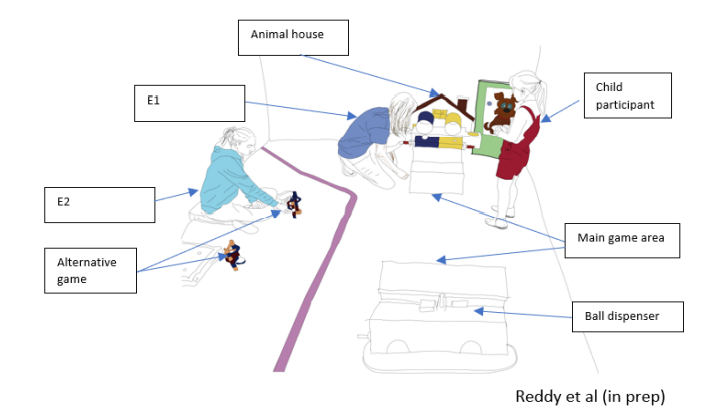 Animal house
E1
Child
participant
E2
Main game area
Alternative
game
Ball dispenser
Reddy et al (in prep)